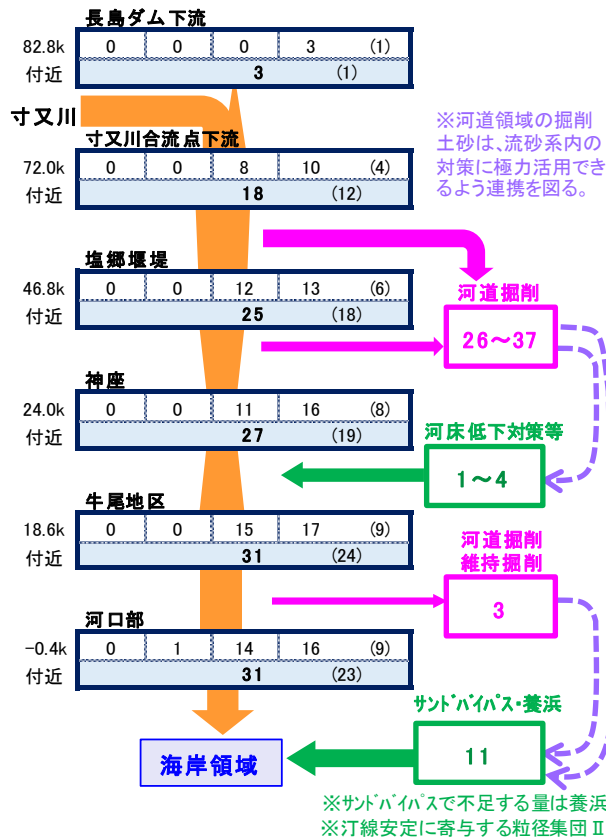 長島ダム下流
82.8k 0 0 0 3 (1)
付近 3 (1)
寸又川
寸又川合流点下流
72.0k 0 0 8 10 (4)
付近 18 (12)
※河道領域の掘削
土砂は、流砂系内の
対策に極力活用でき
るよう連携を図る。
塩郷堰堤
46.8k 0 0 12 13 (6)
付近 25 (18)
河道掘削
26～37
神座
24.0k 0 0 11 16 (8)
付近 27 (19)
河床低下対策等
1～4
牛尾地区
18.6k 0 0 15 17 (9)
付近 31 (24)
河道掘削
維持掘削
3
河口部
-0.4k 0 1 14 16 (9)
付近 31 (23)
サンドバイパス・養浜
11
海岸領域
※サンドバイパスで不足する量は養浜
※汀線安定に寄与する粒径集団Ⅱ